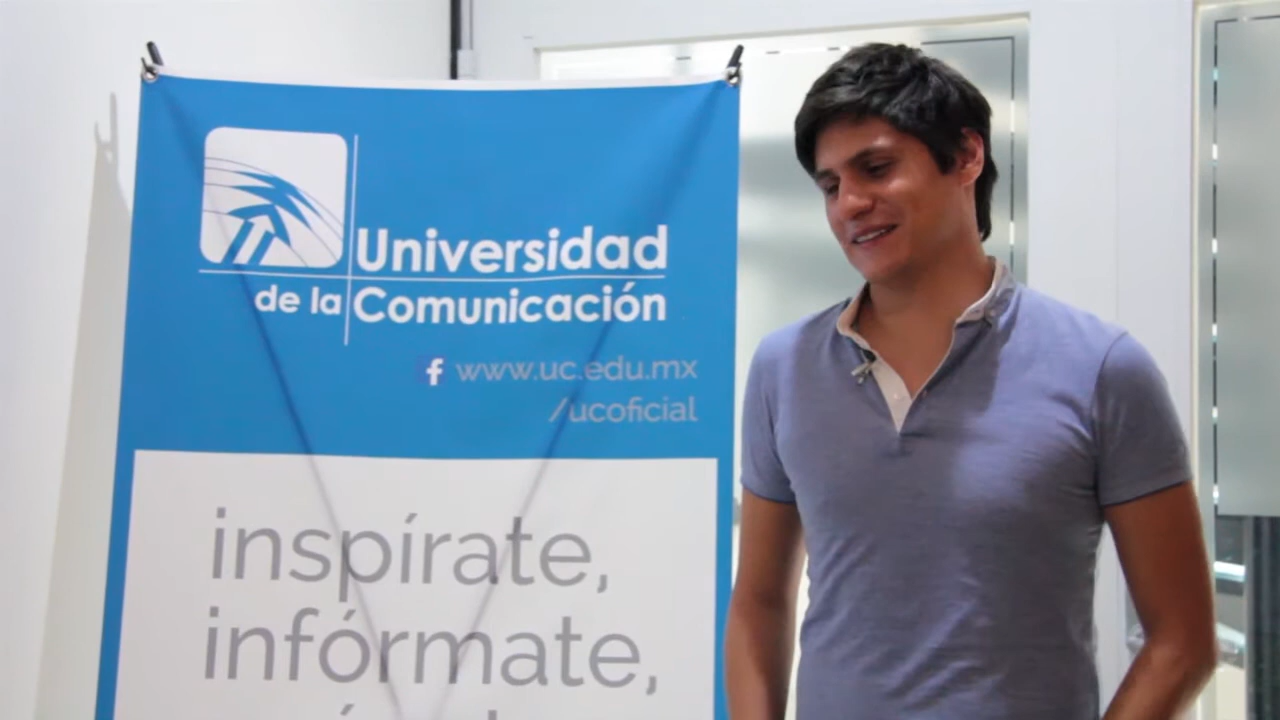 Universidad
de la Comunicación
f www.uc.edu.mx
/ucoficial
inspírate,
infórmate,